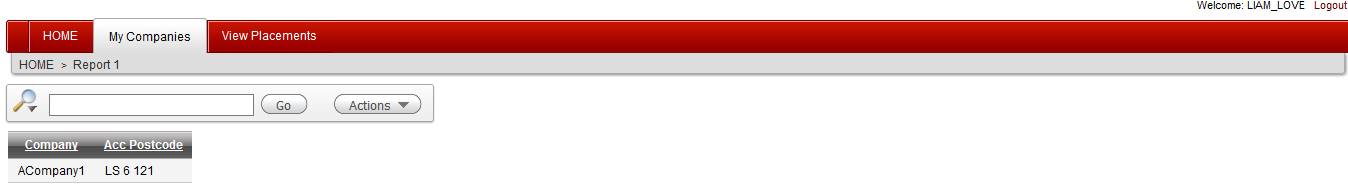 Welcome: LIAM_LOVE Logout
HOME My Companies View Placements
HOME > Report 1
Go Actions
Company Acc Postcode
ACompany1 LS 6 121